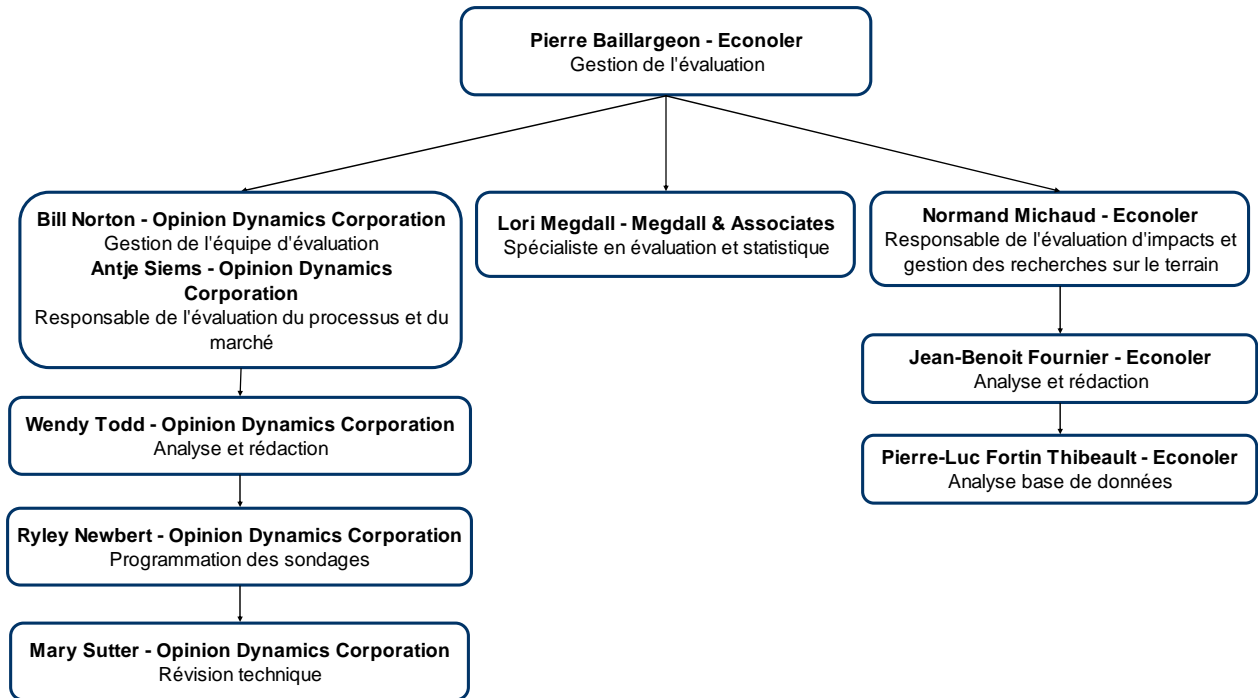 Pierre Baillargeon - Econoler
Gestion de l'évaluation
Bill Norton - Opinion Dynamics Corporation
Gestion de l'équipe d'évaluation
Antje Siems - Opinion Dynamics
Corporation
Responsable de l'évaluation du processus et du
marché
Lori Megdall - Megdall & Associates
Spécialiste en évaluation et statistique
Normand Michaud - Econoler
Responsable de l'évaluation d'impacts et
gestion des recherches sur le terrain
Wendy Todd - Opinion Dynamics Corporation
Analyse et rédaction
Jean-Benoit Fournier - Econoler
Analyse et rédaction
Pierre-Luc Fortin Thibeault - Econoler
Analyse base de données
Ryley Newbert - Opinion Dynamics Corporation
Programmation des sondages
Mary Sutter - Opinion Dynamics Corporation
Révision technique